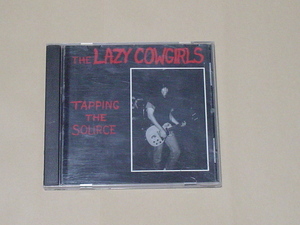 THE LAZY COWGIRLS
TAPPING
THE
SOURCE